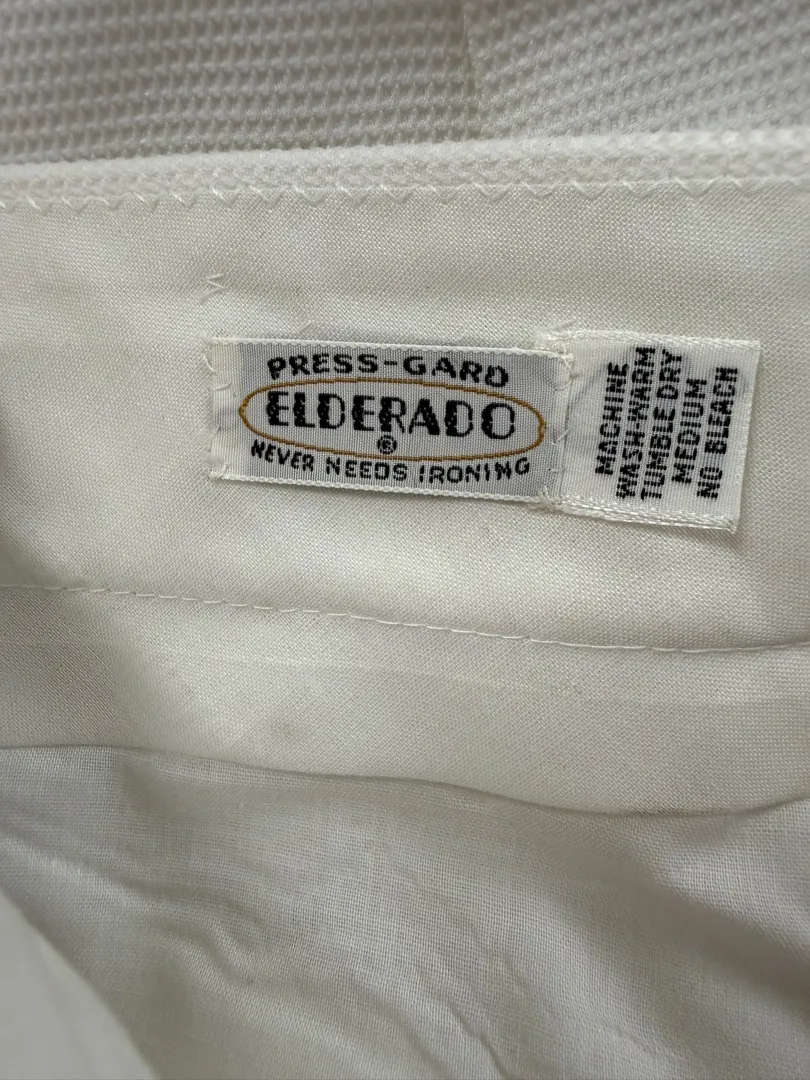 PRESS-GARD
ELDERADO
®
NEVER NEEDS IRONING
MACHINE
WASH-WARM
TUMBLE DRY
MEDIUM
NO BLEACH